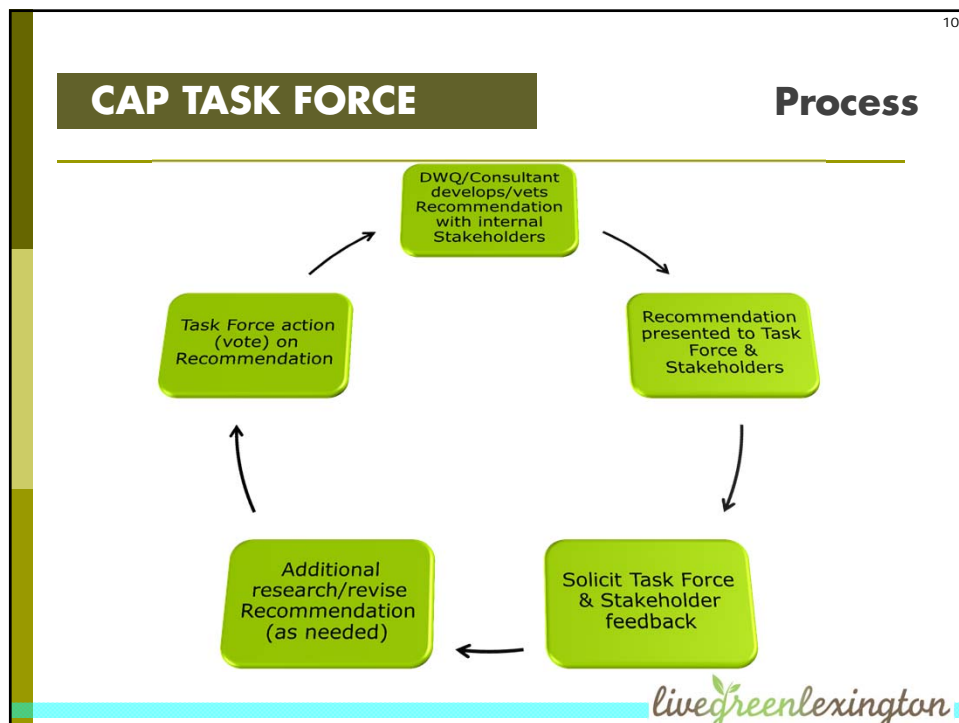 10
CAP TASK FORCE
Process
DWQ/Consultant
develops/vets
Recommendation
with internal
Stakeholders
Recommendation
presented to Task
Force &
Stakeholders
Solicit Task Force
& Stakeholder
feedback
Additional
research/revise
Recommendation
(as needed)
Task Force action
(vote) on
Recommendation
livegreenlexington